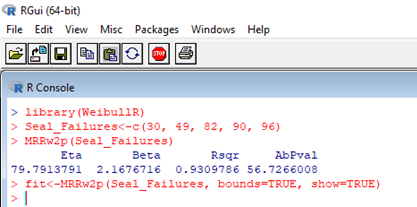 RGui (64-bit)
File Edit View Misc Packages Windows Help
STOP
R Console
> library(WeibullR)
> Seal_Failures<-c(30, 49, 82, 90, 96)
> MRRw2p(Seal_Failures)
Eta Beta Rsqr AbPval
79.7913791 2.1676716 0.9309786 56.7266008
> fit<-MRRw2p(Seal_Failures, bounds=TRUE, show=TRUE)
>